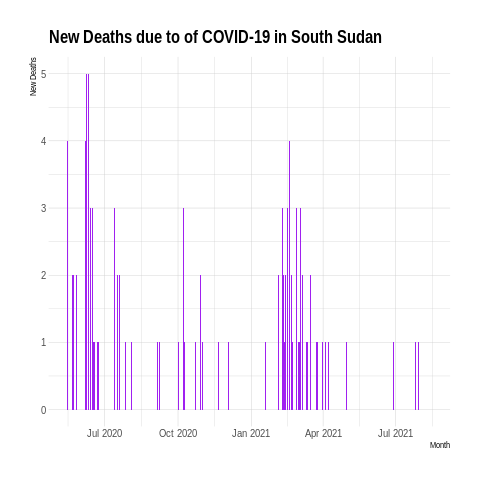 New Deaths due to of COVID-19 in South Sudan
New Deaths
5
4
3
2
1
0
Jul 2020 Oct 2020 Jan 2021 Apr 2021 Jul 2021
Month